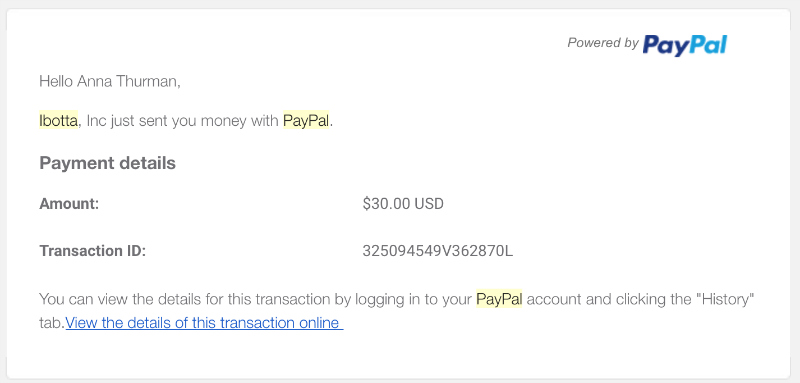 Powered by PayPal
Hello Anna Thurman,
Ibotta, Inc just sent you money with PayPal.
Payment details
Amount: $30.00 USD
Transaction ID: 325094549V362870L
You can view the details for this transaction by logging in to your PayPal account and clicking the "History"
tab.View the details of this transaction online